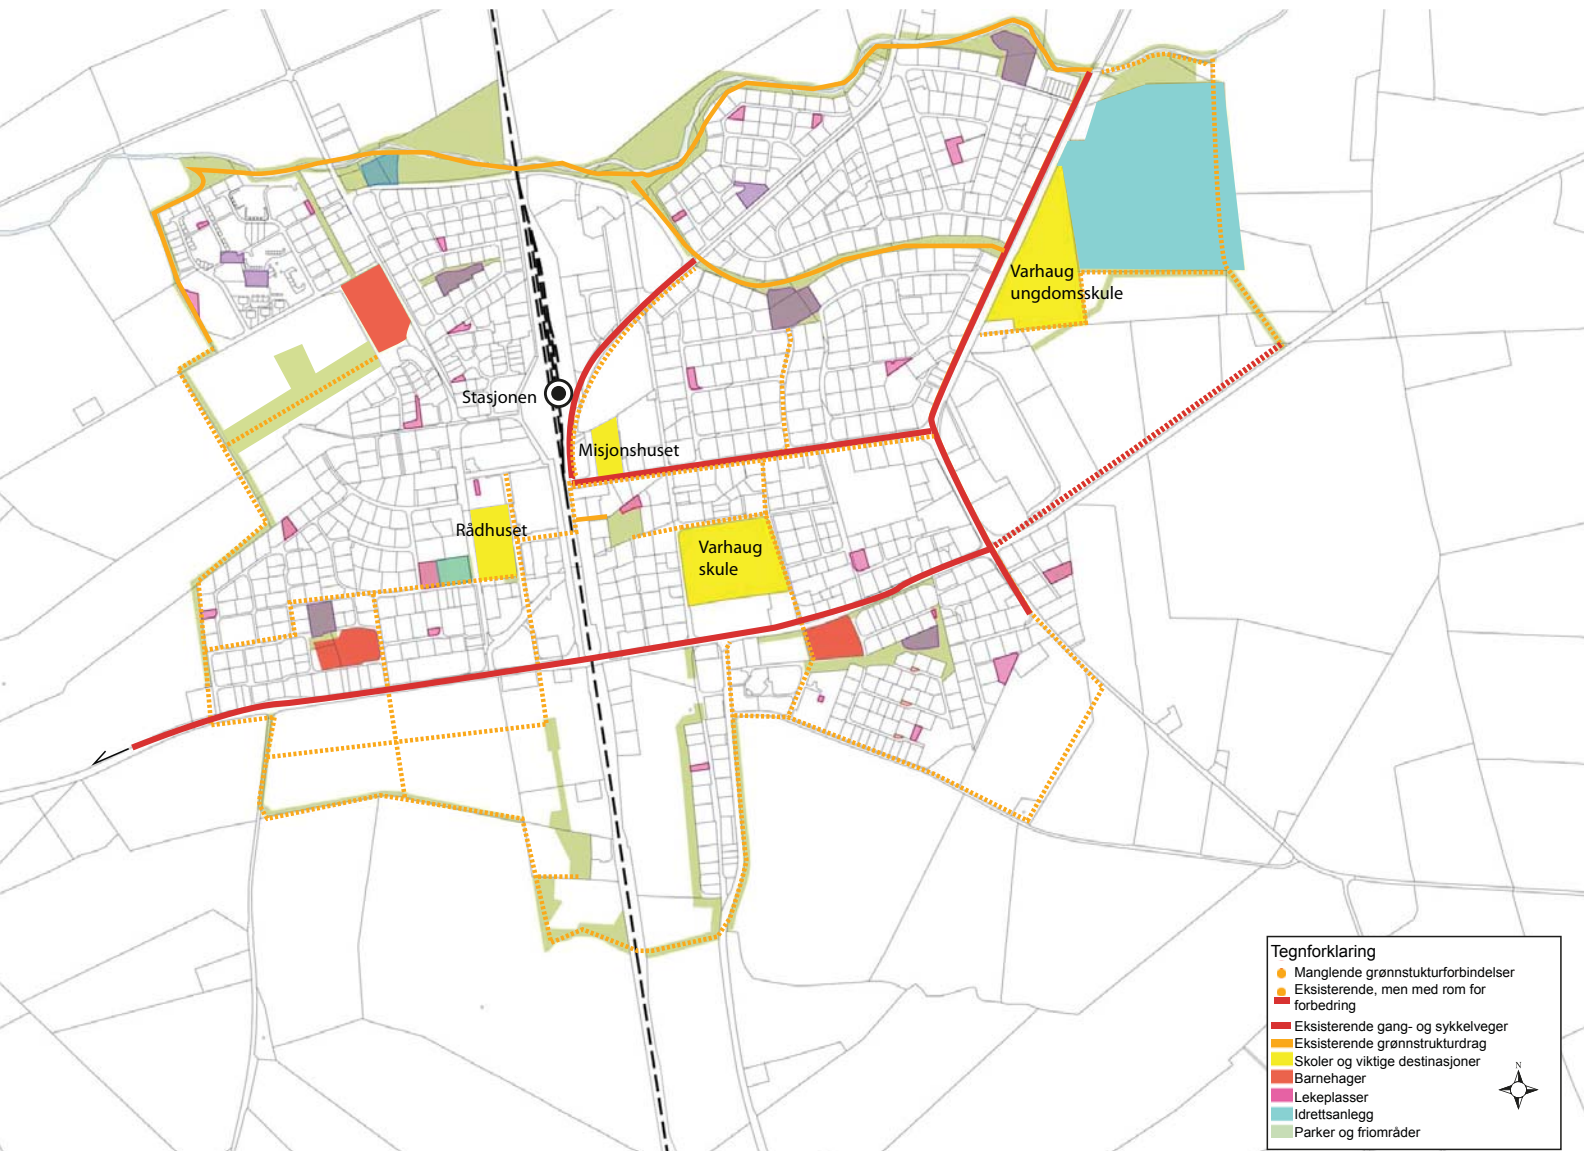 Varhaug
ungdomsskule
Stasjonen
Misjonshuset
Rådhuset
Varhaug
skule
Tegnforklaring
Manglende grønnstukturforbindelser
Eksisterende, men med rom for
forbedring
Eksisterende gang- og sykkelveger
Eksisterende grønnstrukturdrag
Skoler og viktige destinasjoner
Barnehager
Lekeplasser
Idrettsanlegg
Parker og friområder
N